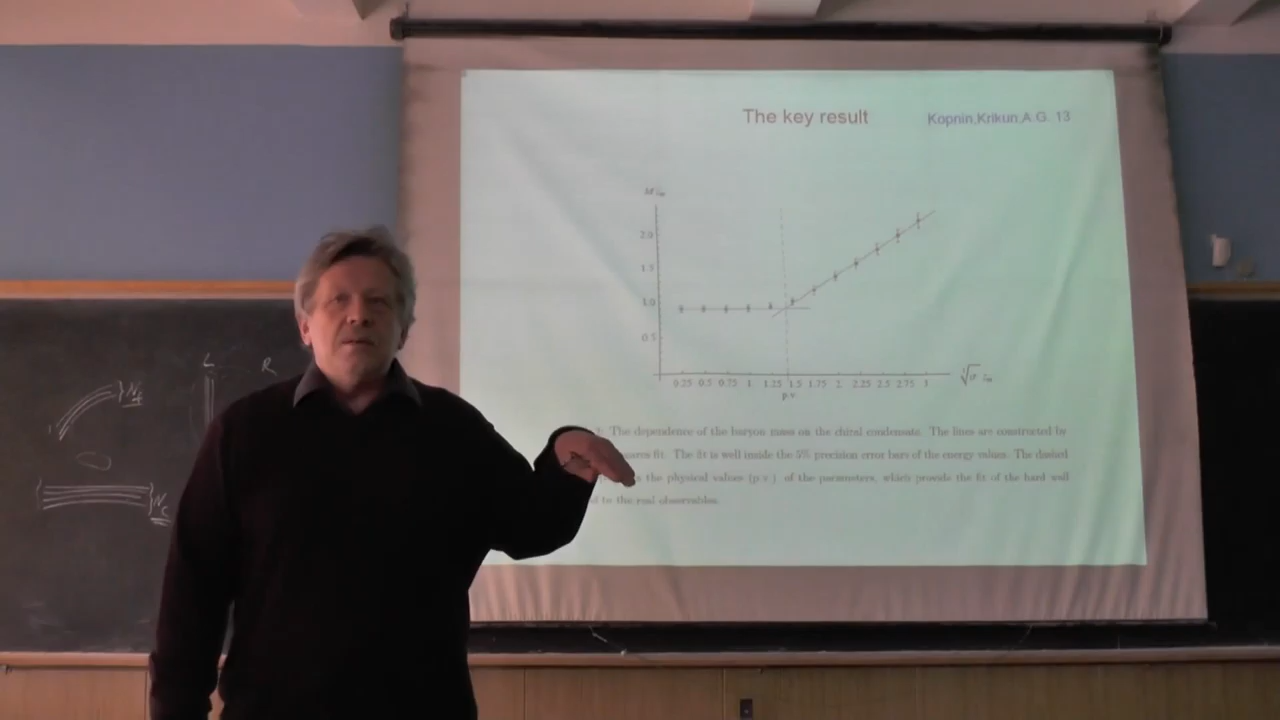 The key result
Kopnin,Krikun,A G. 13
2.0
1.5
1.0
0.5
0.25 0.5 0.75 1 1.25 1.5 1.75 2 2.25 2.5 2.75 3
p.v
The dependence of the baryon mass on the chiral condensate. The lines are constructed by
squares fit. The fit is well inside the 5% precision error bars of the energy values. The dashed
the physical values (p.v.) of the parameters, which provide the fit of the hard wall
to the real observables.
L R
N
N